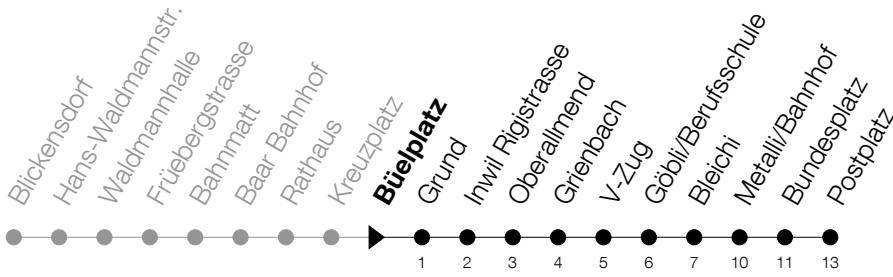 Blickensdorf
Hans-Waldmannstr.
Waldmannhalle
Früebergstrasse
Bahnmatt
Baar Bahnhof
Rathaus
Kreuzplatz
Büelplatz
Grund
Inwil Rigistrasse
Oberallmend
Grienbach
V-Zug
Göbli/Berufsschule
Bleichi
Metalli/Bahnhof
Bundesplatz
Postplatz
1 2 3 4 5 6 7 10 11 13